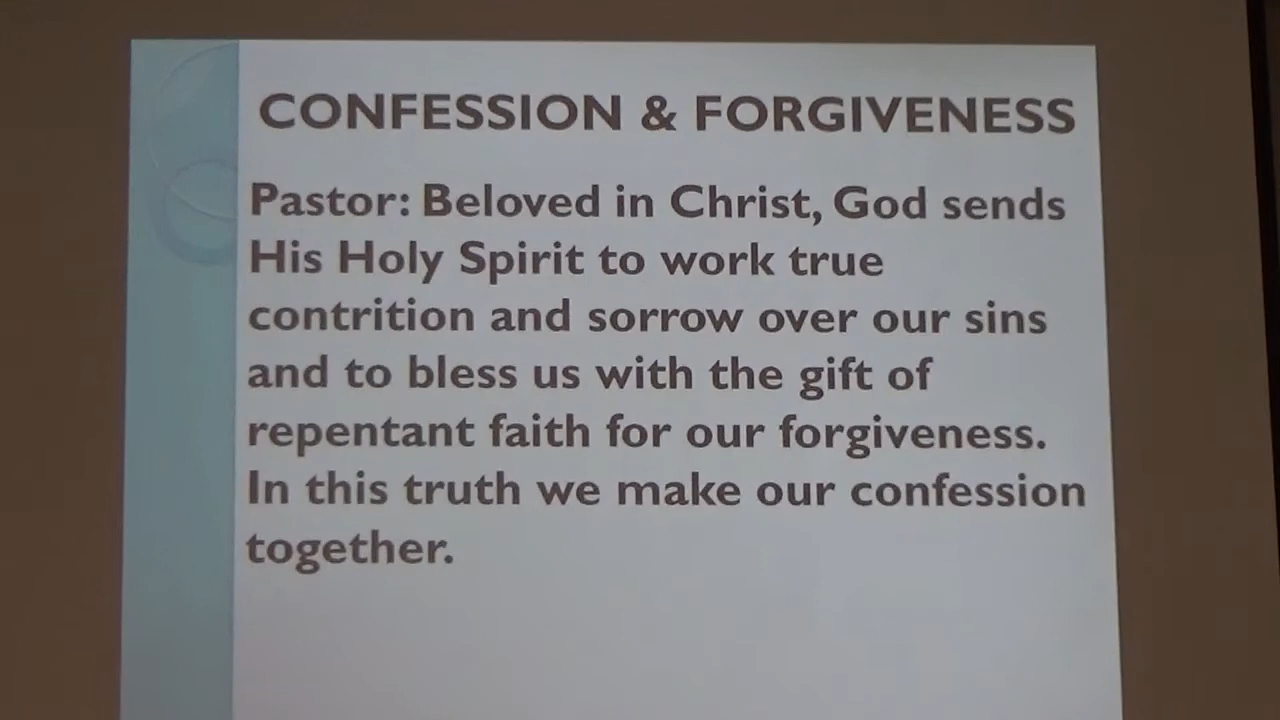 CONFESSION & FORGIVENESS
Pastor: Beloved in Christ, God sends
His Holy Spirit to work true
contrition and sorrow over our sins
and to bless us with the gift of
repentant faith for our forgiveness.
In this truth we make our confession
together.